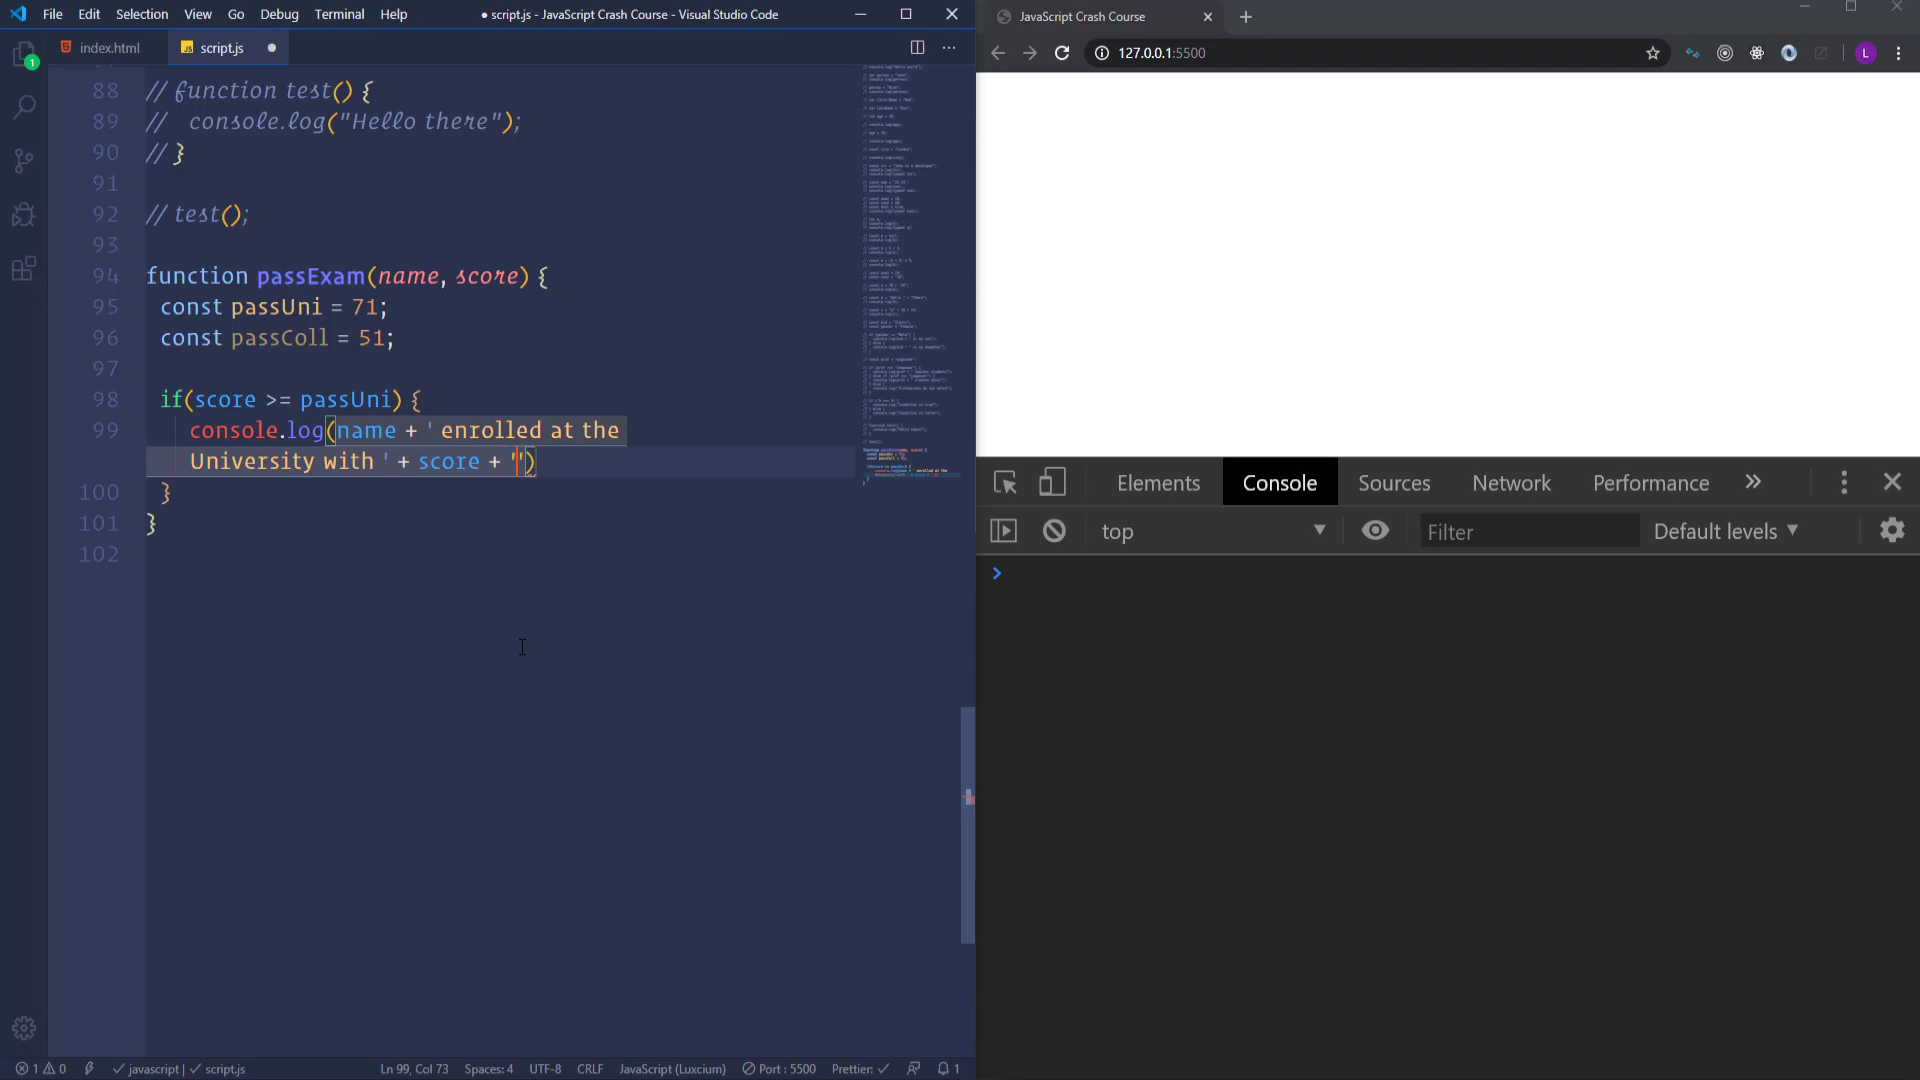 File Edit Selection View Go Debug Terminal Help
● script.js - JavaScript Crash Course - Visual Studio Code
index.html script.js
88 // function test() {
89 //  console.log("Hello there");
90 // }
91
92 // test();
93
94 function passExam(name, score) {
95  const passUni = 71;
96  const passColl = 51;
97
98  if(score >= passUni) {
99    console.log(name + ' enrolled at the
University with ' + score + '')
100  }
101 }
102
1
1 0 javascript | script.js
Ln 99, Col 73 Spaces: 4 UTF-8 CRLF JavaScript (Luxcium) Port : 5500 Prettier: ✓ 1
JavaScript Crash Course
127.0.0.1:5500
L
Elements Console Sources Network Performance »
top Filter Default levels
>